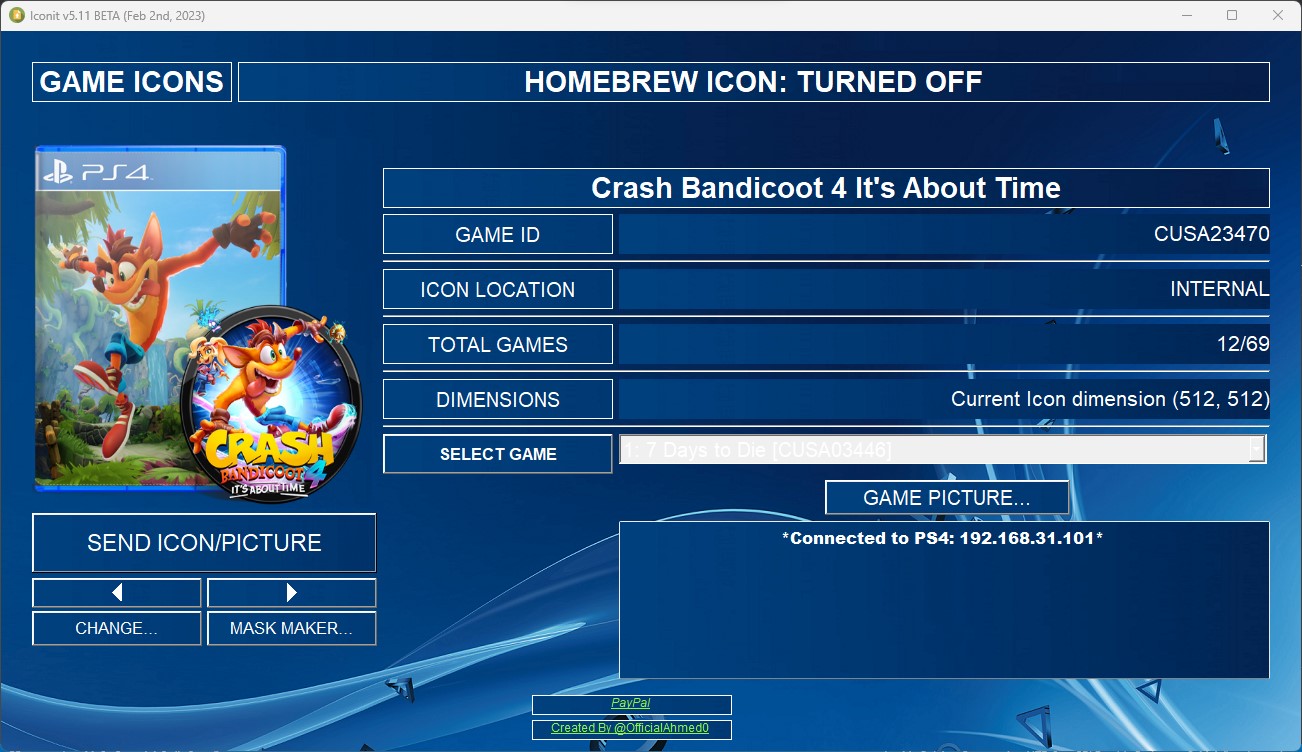 Iconit v5.11 BETA (Feb 2nd, 2023)
GAME ICONS
HOMEBREW ICON: TURNED OFF
PS4
Crash Bandicoot 4 It's About Time
GAME ID
CUSA23470
ICON LOCATION
INTERNAL
TOTAL GAMES
12/69
DIMENSIONS
Current Icon dimension (512, 512)
SELECT GAME
1: 7 Days to Die [CUSA03446]
CRASH
BANDICOOT 4
IT'S ABOUT TIME
GAME PICTURE...
SEND ICON/PICTURE
*Connected to PS4: 192.168.31.101*
CHANGE...
MASK MAKER...
PayPal
Created By @OfficialAhmed0